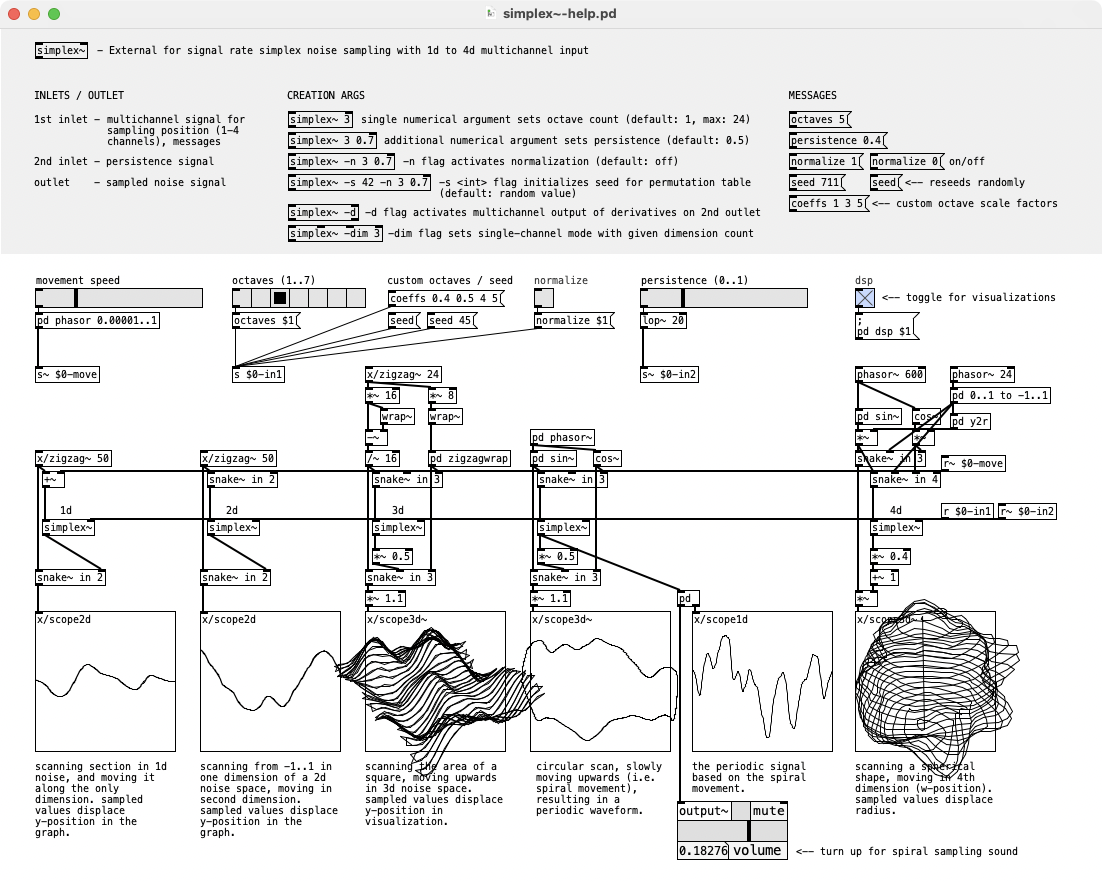 simplex~-help.pd
simplex~ - External for signal rate simplex noise sampling with 1d to 4d multichannel input
INLETS / OUTLET
1st inlet - multichannel signal for
sampling position (1-4
channels), messages
2nd inlet - persistence signal
outlet - sampled noise signal
CREATION ARGS
simplex~ 3 single numerical argument sets octave count (default: 1, max: 24)
simplex~ 3 0.7 additional numerical argument sets persistence (default: 0.5)
simplex~ -n 3 0.7 -n flag activates normalization (default: off)
simplex~ -s 42 -n 3 0.7 -s <int> flag initializes seed for permutation table
(default: random value)
simplex~ -d -d flag activates multichannel output of derivatives on 2nd outlet
simplex~ -dim 3 -dim flag sets single-channel mode with given dimension count
MESSAGES
octaves 5
persistence 0.4
normalize 1 normalize 0 on/off
seed 711 seed <-- reseeds randomly
coeffs 1 3 5 <-- custom octave scale factors
movement speed octaves (1..7) custom octaves / seed normalize persistence (0..1) dsp
coeffs 0.4 0.5 4 5 <-- toggle for visualizations
pd phasor 0.00001..1 octaves $1 seed seed 45 normalize $1 lop~ 20 ;
pd dsp $1
s~ $0-move s $0-in1 x/zigzag~ 24 s~ $0-in2 phasor~ 600 phasor~ 24
*~ 16 *~ 8 pd 0..1 to -1..1
wrap~ wrap~ pd sin~ cos~ pd y2r
-~ pd phasor~ *~ *~
x/zigzag~ 50 x/zigzag~ 50 /~ 16 pd zigzagwrap pd sin~ cos~ snake~ in 3 r~ $0-move
+~ snake~ in 2 snake~ in 3 snake~ in 3 snake~ in 4
1d 2d 3d 4d r $0-in1 r~ $0-in2
simplex~ simplex~ simplex~ simplex~ simplex~
*~ 0.5 *~ 0.5 *~ 0.4
snake~ in 2 snake~ in 2 snake~ in 3 snake~ in 3 +~ 1
*~ 1.1 *~ 1.1 pd *~
x/scope2d x/scope2d x/scope3d~ x/scope3d~ x/scope1d x/scope3d~
scanning section in 1d
noise, and moving it
along the only
dimension. sampled
values displace
y-position in the
graph.
scanning from -1..1 in
one dimension of a 2d
noise space, moving in
second dimension.
sampled values displace
y-position in the
graph.
scanning the area of a
square, moving upwards
in 3d noise space.
sampled values displace
y-position in
visualization.
circular scan, slowly
moving upwards (i.e.
spiral movement),
resulting in a
periodic waveform.
the periodic signal
based on the spiral
movement.
scanning a spherical
shape, moving in 4th
dimension (w-position).
sampled values displace
radius.
output~ mute
0.18276 volume <-- turn up for spiral sampling sound